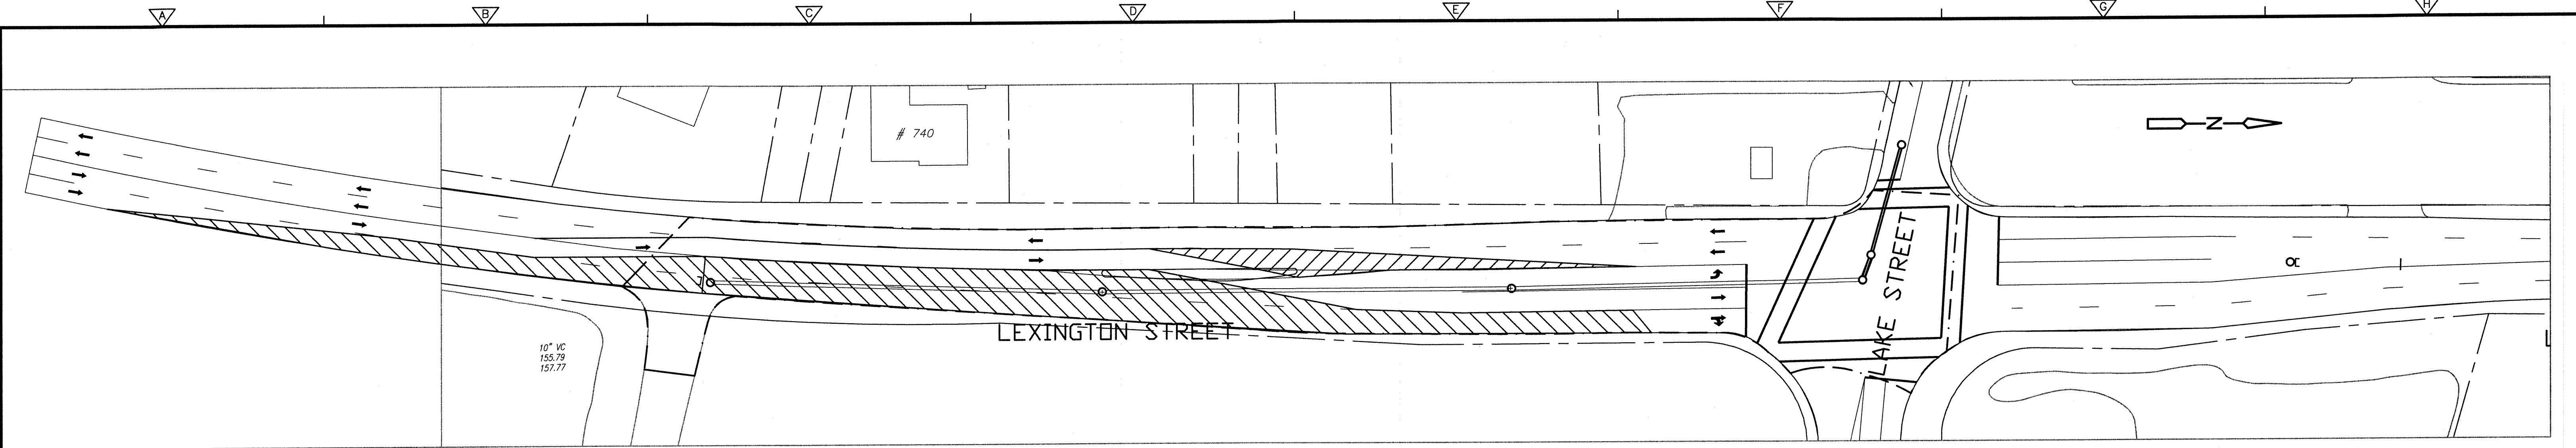 A B C D E F G H
# 740
N
LAKE STREET
LEXINGTON STREET
10" VC
155.79
157.77